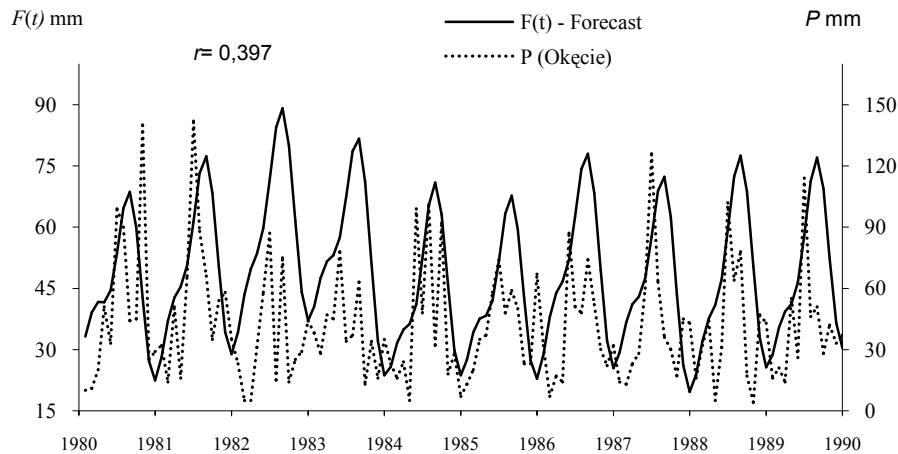 F(t) mm
F(t) - Forecast
P mm
r= 0,397
P (Okęcie)
90 150
75 120
60 90
45 60
30 30
15 0
1980 1981 1982 1983 1984 1985 1986 1987 1988 1989 1990